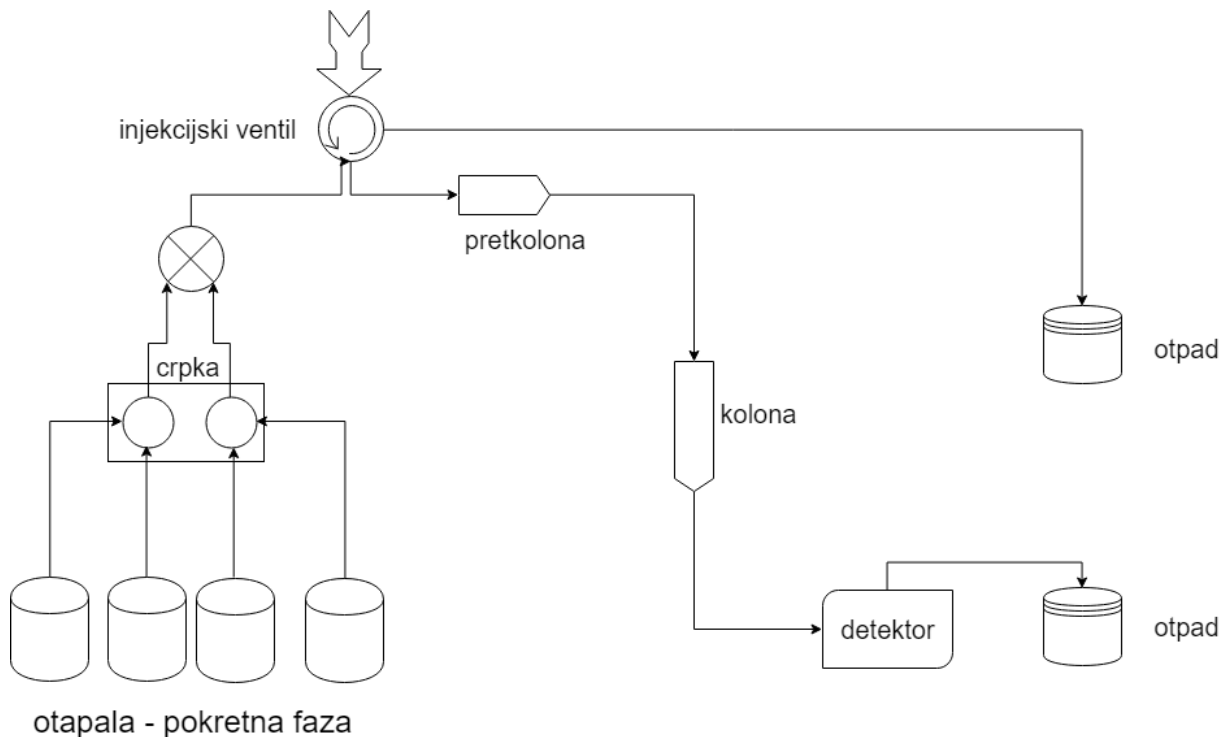 injekcijski ventil
pretkolona
otpad
crpka
kolona
detektor
otpad
otapala - pokretna faza